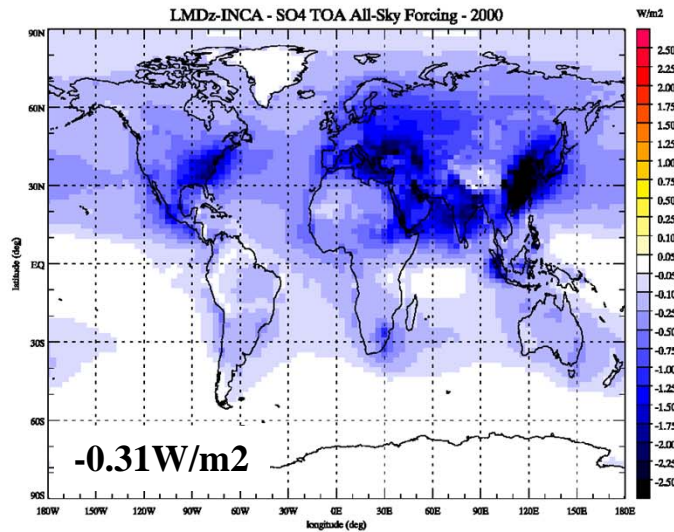 LMDz-INCA - SO4 TOA All-Sky Forcing - 2000
W/m2
90N
60N
30N
EQ
30S
60S
90S
latitude (deg)
-0.31W/m2
180W 150W 120W 90W 60W 30W 0E 30E 60E 90E 120E 150E 180E
longitude (deg)
2.50
2.25
2.00
1.75
1.50
1.25
1.00
0.75
0.50
0.25
0.10
0.05
-0.05
-0.10
-0.25
-0.50
-0.75
-1.00
-1.25
-1.50
-1.75
-2.00
-2.25
-2.50